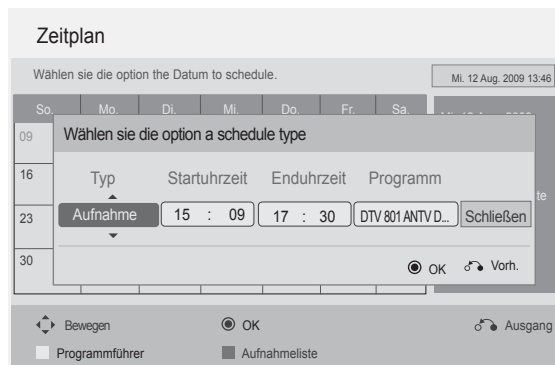 Zeitplan
Wählen sie die option the Datum to schedule.
Mi. 12 Aug. 2009 13:46
So. Mo. Di. Mi. Do. Fr. Sa.
09
Wählen sie die option a schedule type
16
Typ Startuhrzeit Enduhrzeit Programm
te
23
Aufnahme 15 : 09 17 : 30 DTV 801 ANTV D... Schließen
30
OK Vorh.
Bewegen OK Ausgang
Programmführer Aufnahmeliste